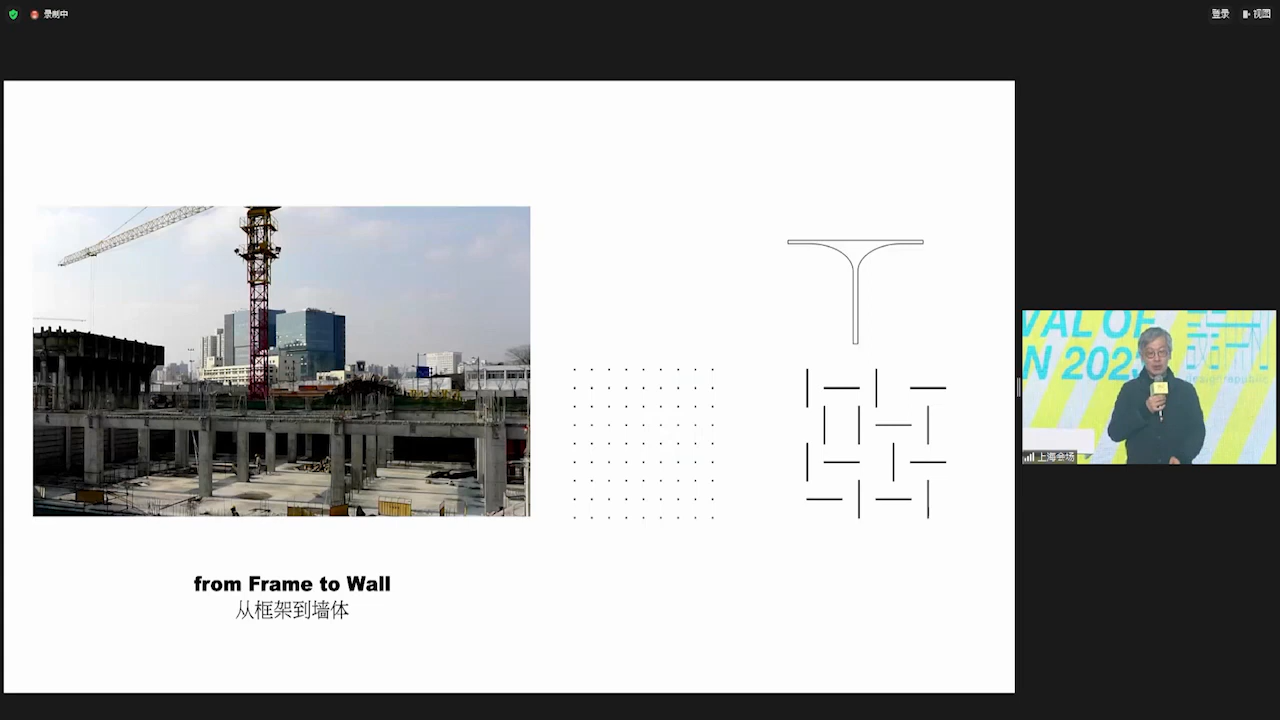 录制中
登录
视图
from Frame to Wall
从框架到墙体
VAL OF
N 2023
上海会场